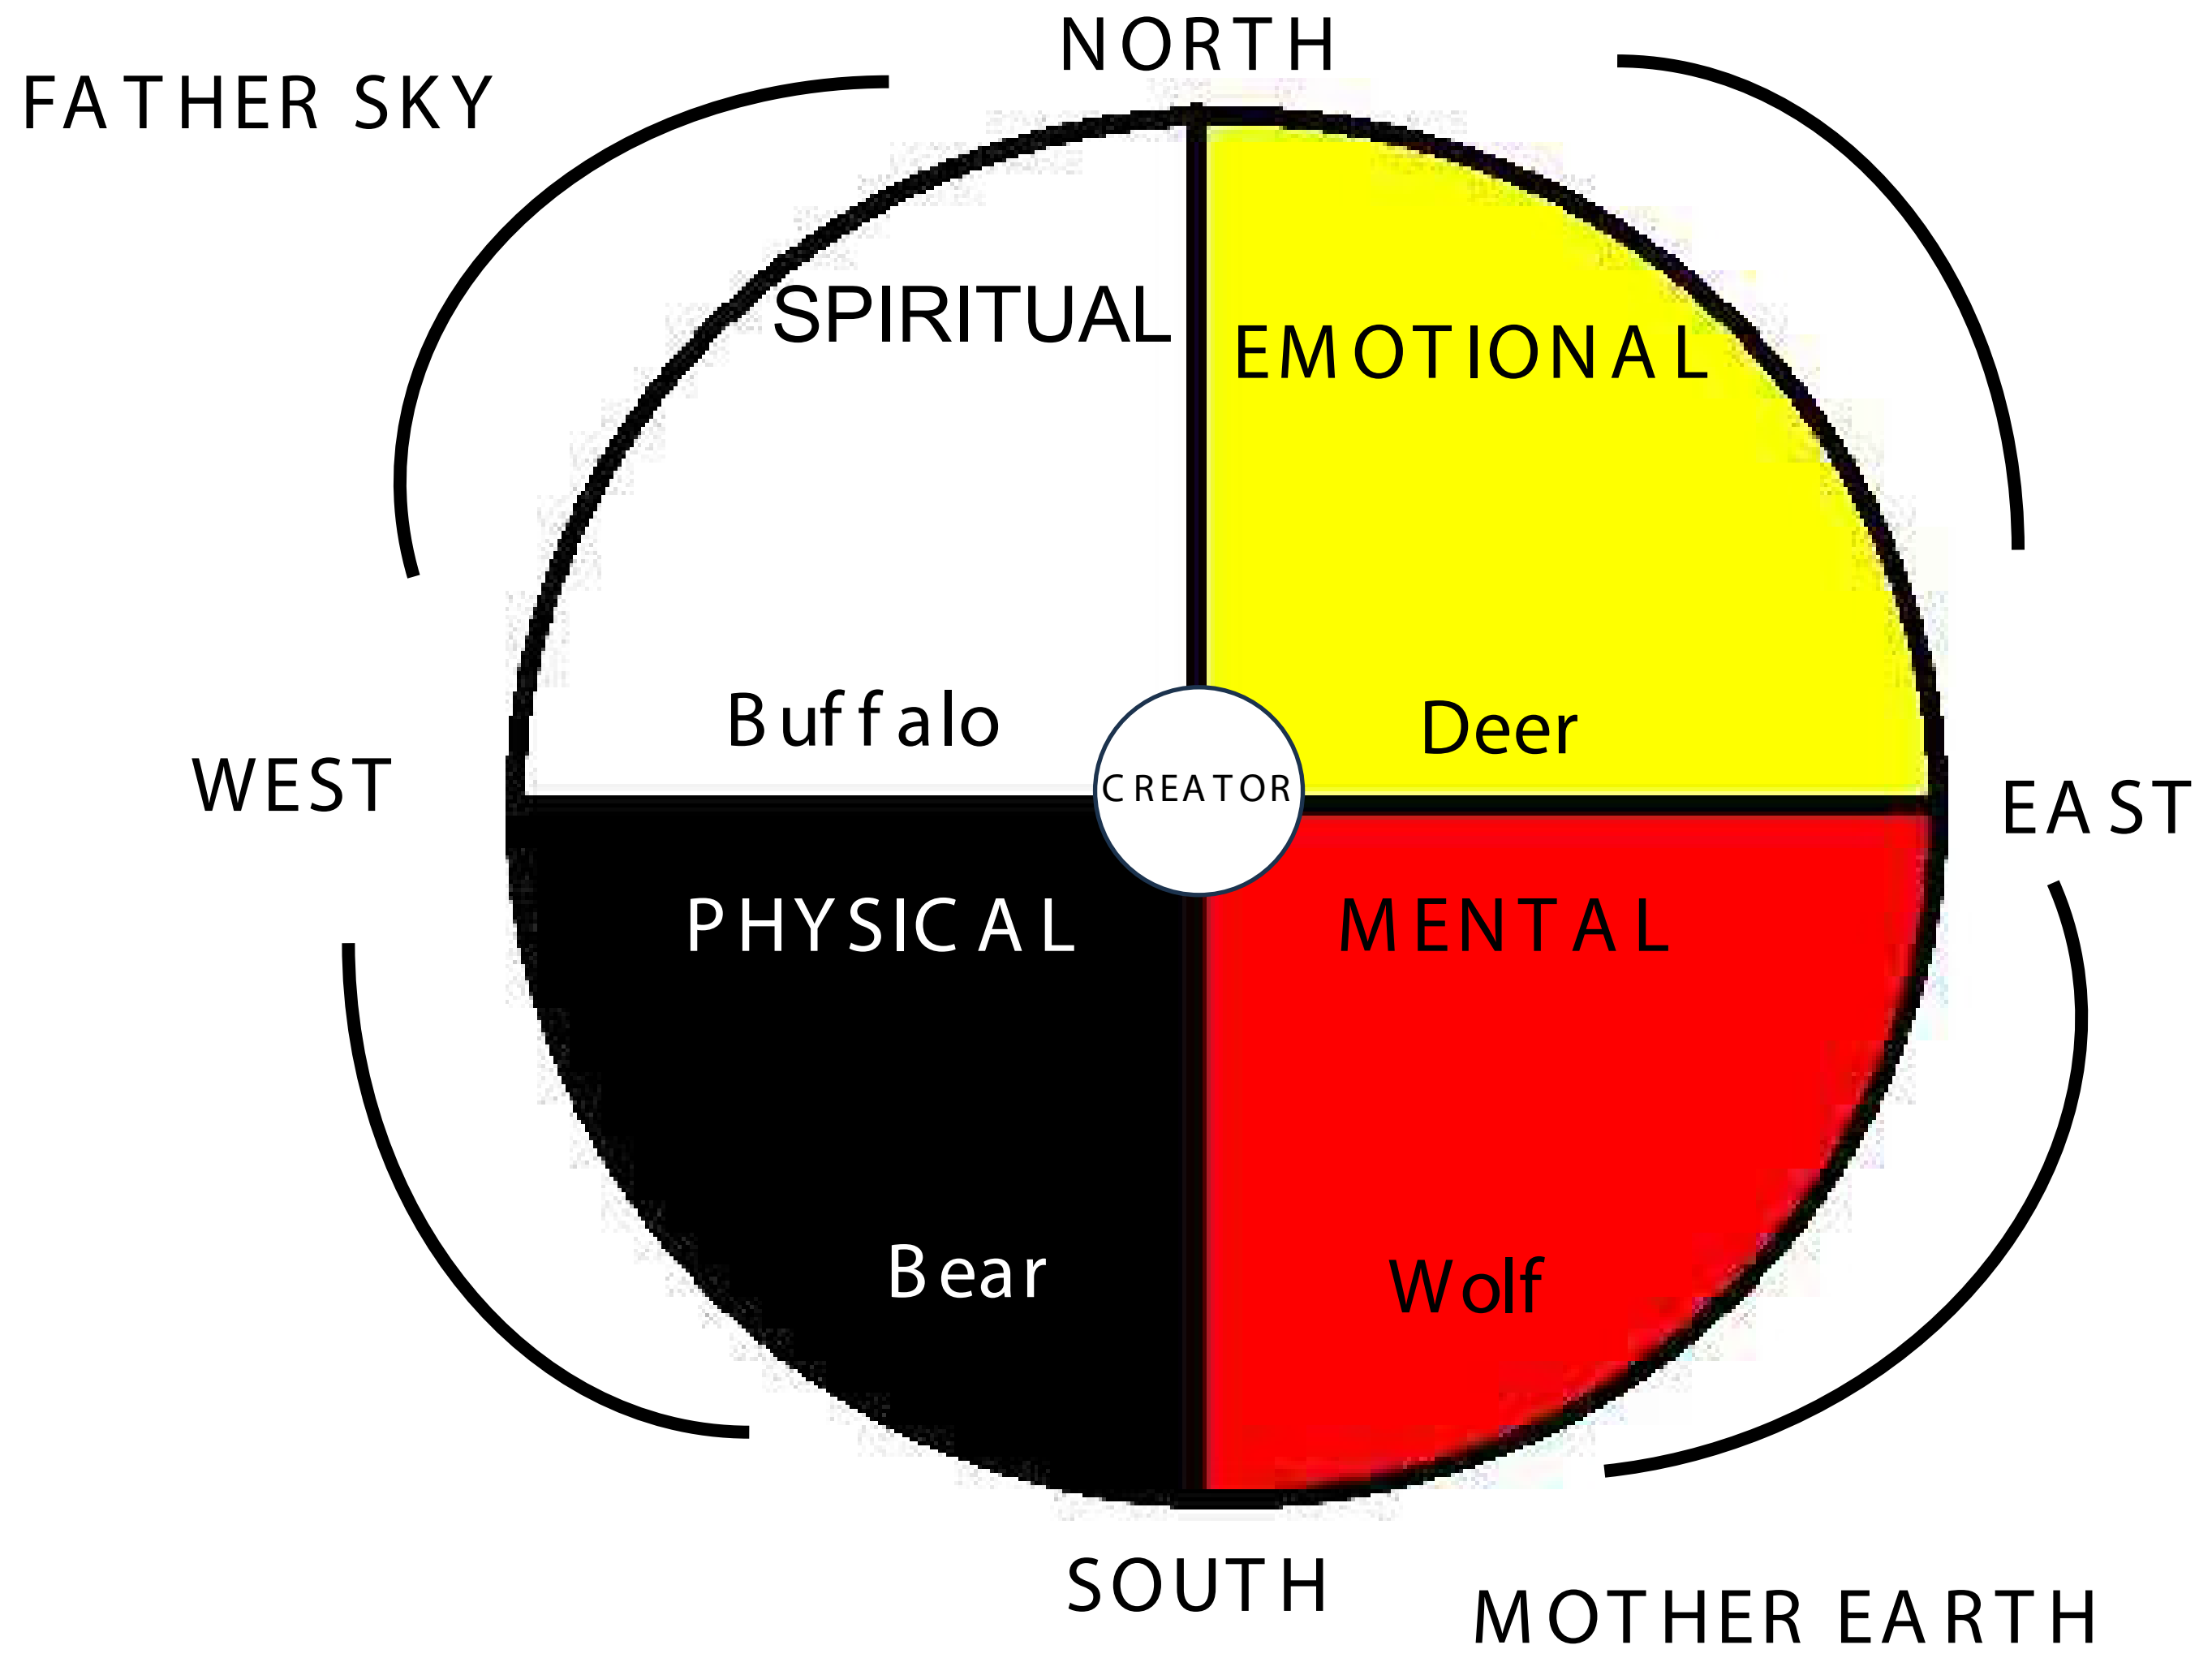 NORTH
FATHER SKY
SPIRITUAL
EMOTIONAL
Buffalo
Deer
WEST
CREATOR
EAST
PHYSICAL
MENTAL
Bear
Wolf
SOUTH
MOTHER EARTH